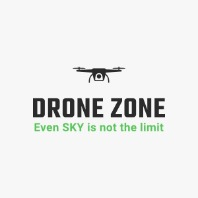 DRONE ZONE
Even SKY is not the limit